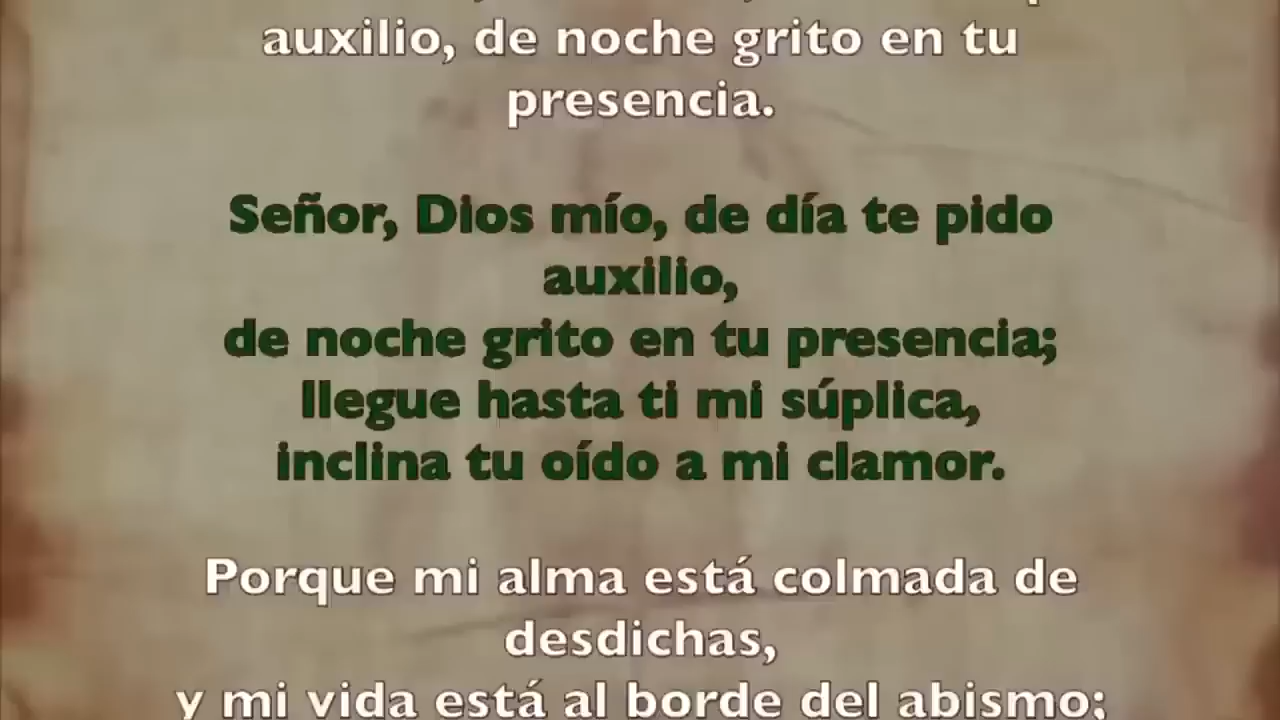 auxilio, de noche grito en tu
presencia.
Señor, Dios mío, de día te pido
auxilio,
de noche grito en tu presencia;
llegue hasta ti mi súplica,
inclina tu oído a mi clamor.
Porque mi alma está colmada de
desdichas,
y mi vida está al borde del abismo;